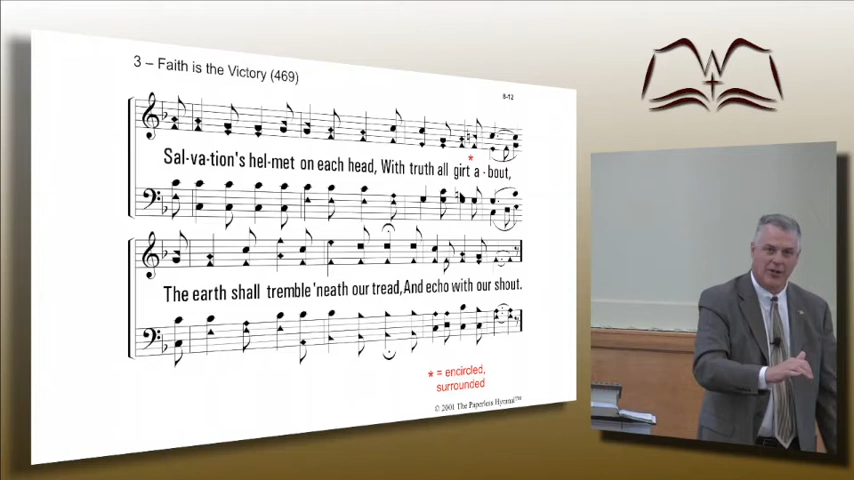 3 – Faith is the Victory (469)
8-12
Sal-va-tion's hel-met on each head, With truth all girt a - bout,
*
The earth shall tremble 'neath our tread, And echo with our shout.
* = encircled,
surrounded
© 2001 The Paperless Hymnal™
W